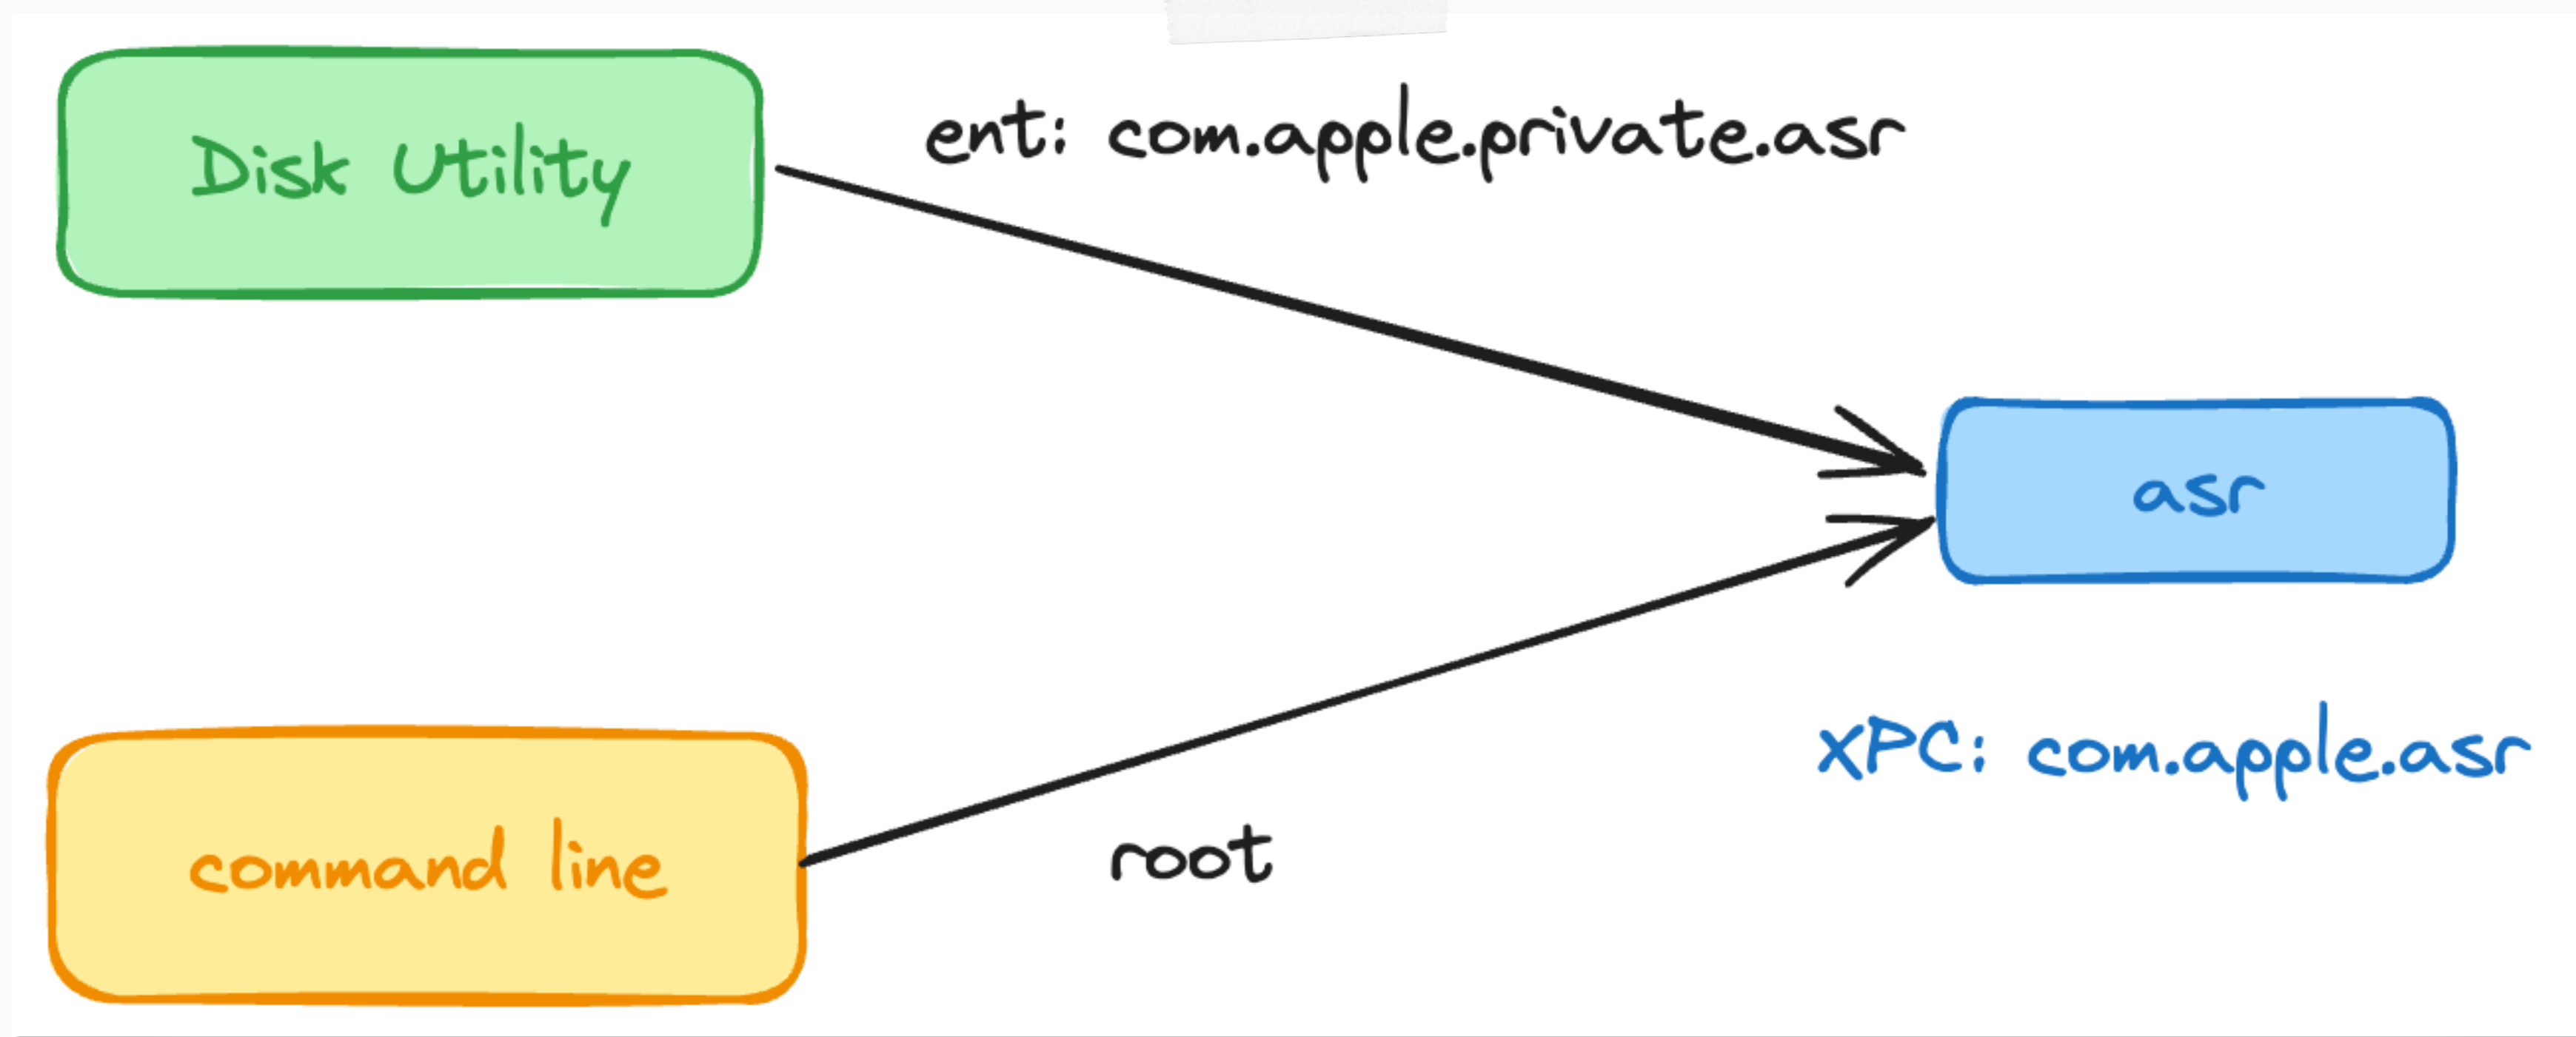 ent: com.apple.private.asr
Disk Utility
asr
XPC: com.apple.asr
command line
root